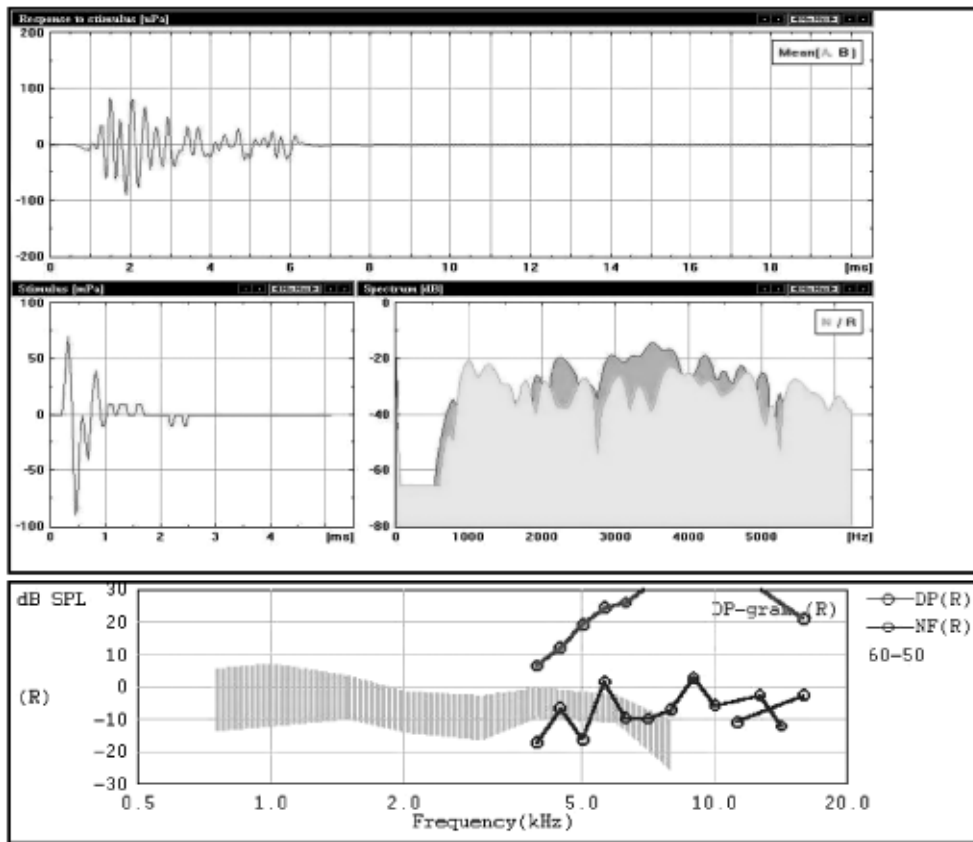 Response to stimulus [uPa]
200
100
0
-100
-200
Mean(A B)
0 2 4 6 8 10 12 14 16 18 [ms]
Stimulus [mPa]
100
50
0
-50
-100
0 1 2 3 4 [ms]
Spectrum [dB]
0
-20
-40
-60
-80
N / R
0 1000 2000 3000 4000 5000 [Hz]
dB SPL
(R)
30
20
10
0
-10
-20
-30
DP-gram (R)
DP(R)
NF(R)
60-50
0.5 1.0 2.0 5.0 10.0 20.0
Frequency(kHz)